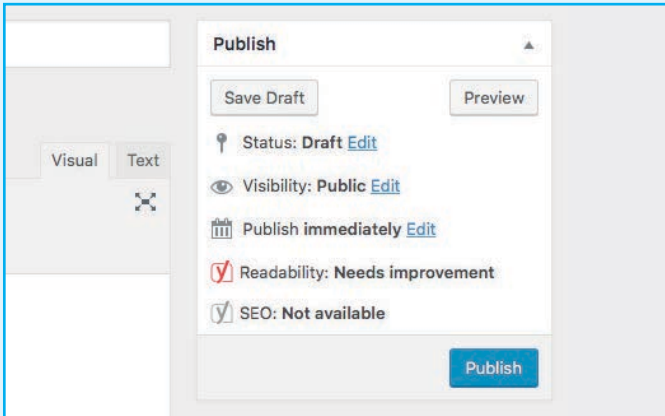 Publish
Save Draft Preview
Status: Draft Edit
Visual Text
Visibility: Public Edit
Publish immediately Edit
Readability: Needs improvement
SEO: Not available
Publish